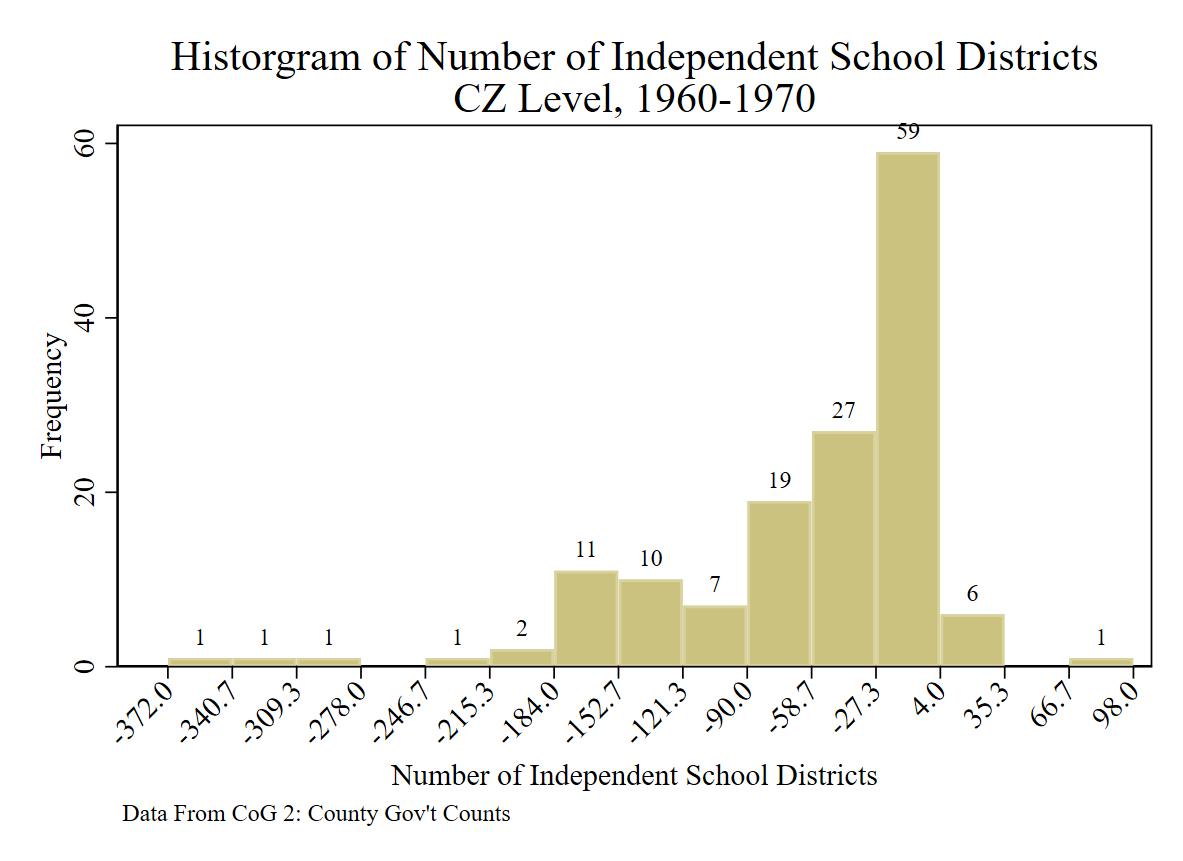 Historgram of Number of Independent School Districts
CZ Level, 1960-1970
59
60
40
27
Frequency
19
20
11
10
7
6
2
1 1 1 1 1
0
-372.0 -340.7 -309.3 -278.0 -246.7 -215.3 -184.0 -152.7 -121.3 -90.0 -58.7 -27.3 4.0 35.3 66.7 98.0
Number of Independent School Districts
Data From CoG 2: County Gov't Counts